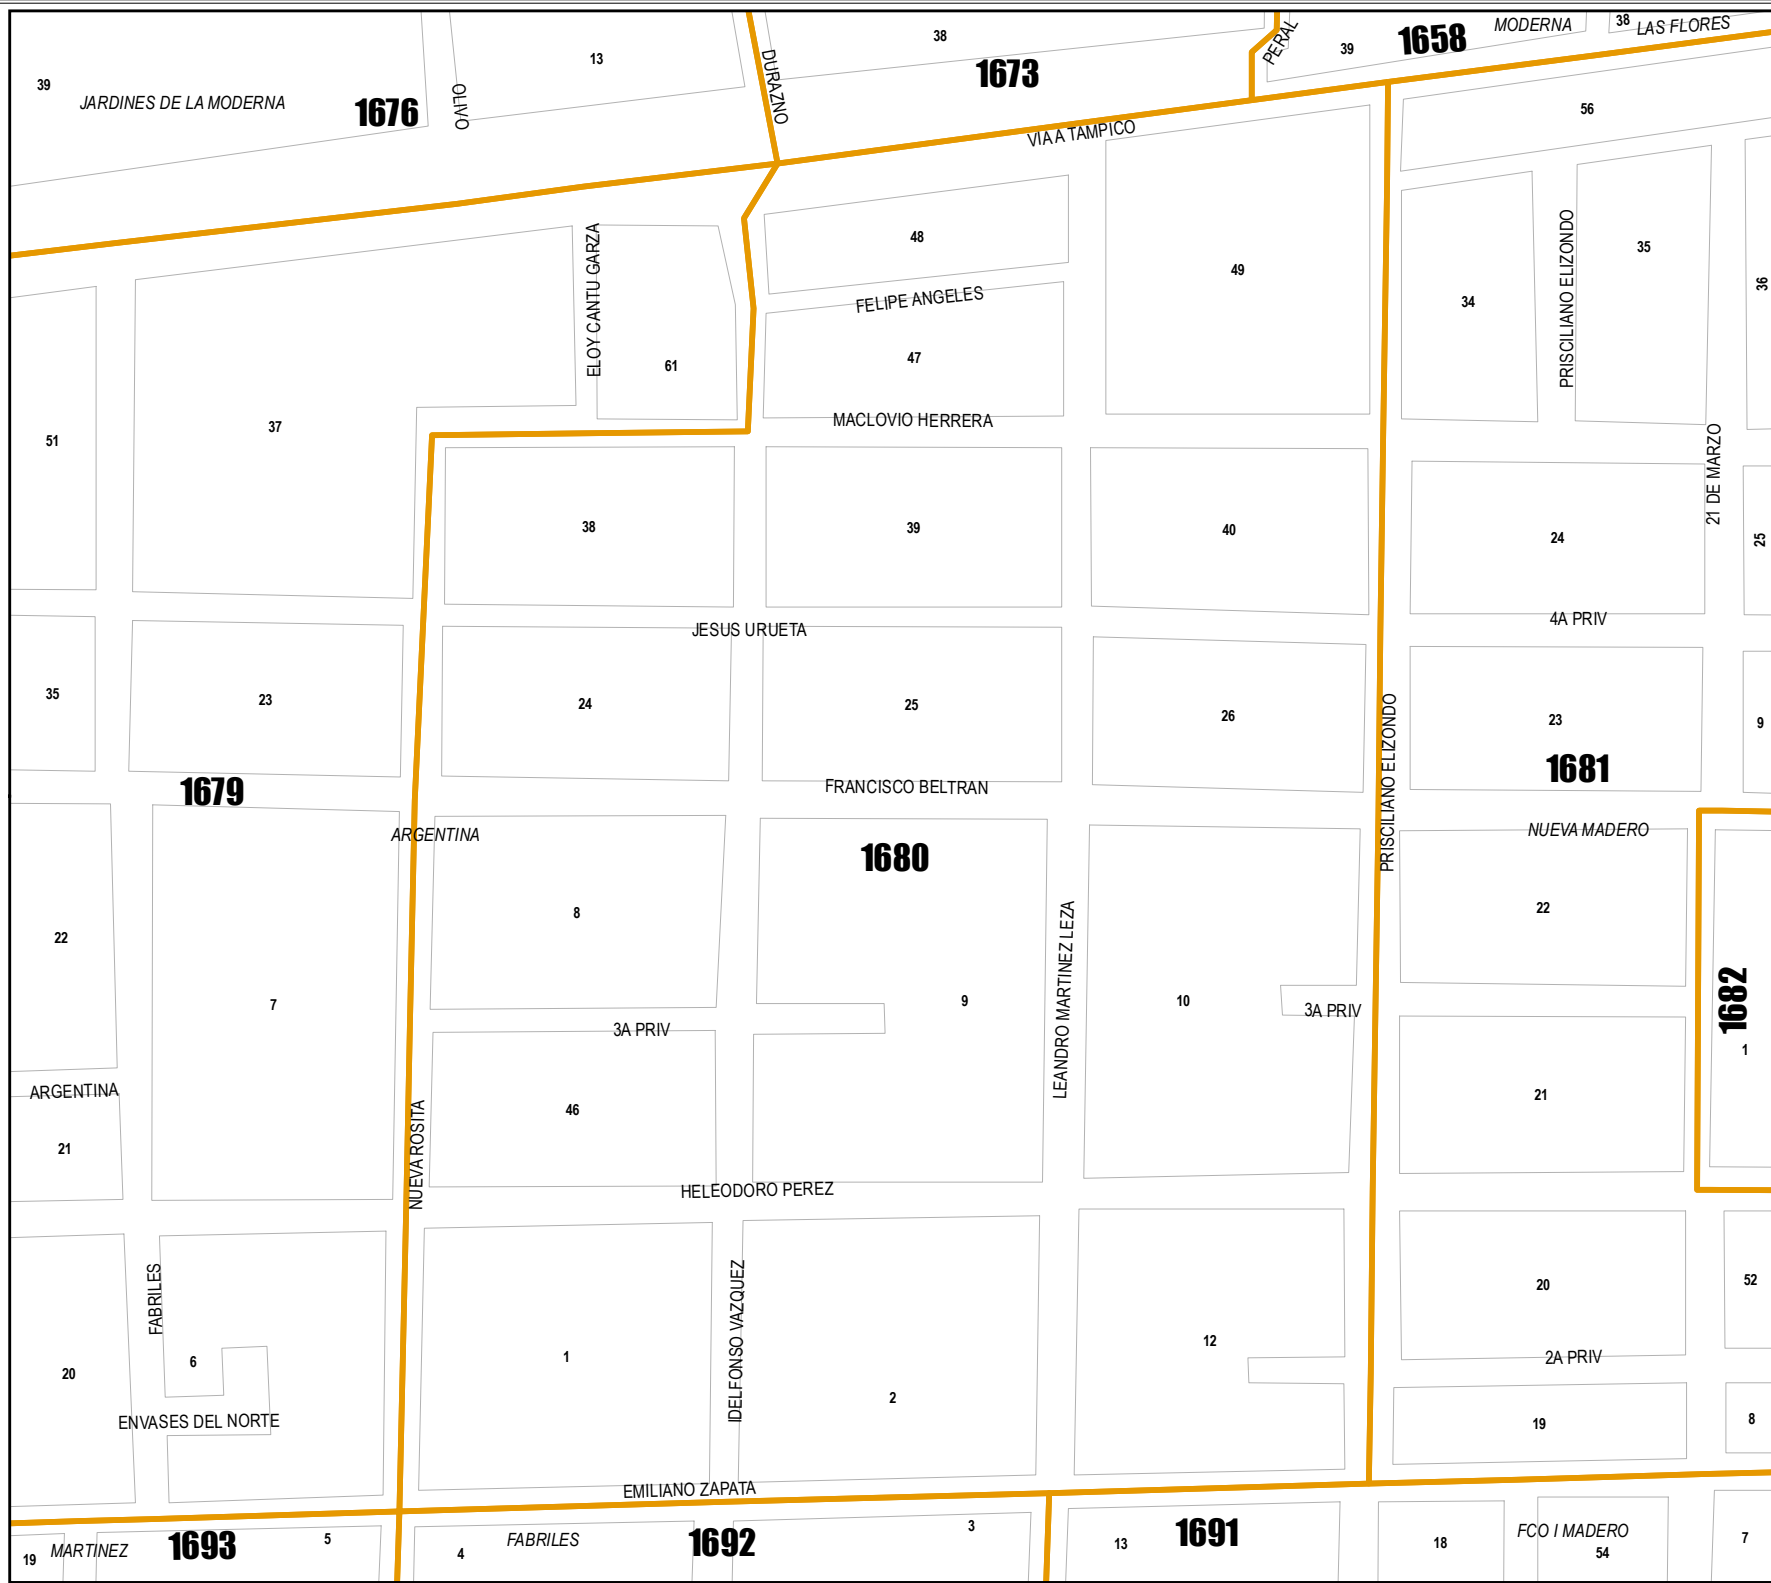 MODERNA
38
LAS FLORES
38
1658
39
PERAL
13
1673
39
JARDINES DE LA MODERNA
1676
OLIVO
DURAZNO
56
VIA A TAMPICO
48
49
35
36
ELOY CANTU GARZA
FELIPE ANGELES
34
PRISCILIANO ELIZONDO
47
61
MACLOVIO HERRERA
37
51
21 DE MARZO
38
39
40
24
25
JESUS URUETA
4A PRIV
35
23
24
25
26
23
9
1679
FRANCISCO BELTRAN
PRISCILIANO ELIZONDO
1681
ARGENTINA
1680
NUEVA MADERO
22
8
22
7
9
LEANDRO MARTINEZ LEZA
10
3A PRIV
1682
3A PRIV
1
ARGENTINA
46
21
21
NUEVA ROSITA
HELEODORO PEREZ
FABRILES
IDELFONSO VAZQUEZ
20
52
6
20
1
12
2A PRIV
2
ENVASES DEL NORTE
19
8
EMILIANO ZAPATA
19
MARTINEZ
1693
5
4
FABRILES
1692
3
13
1691
18
FCO I MADERO
54
7